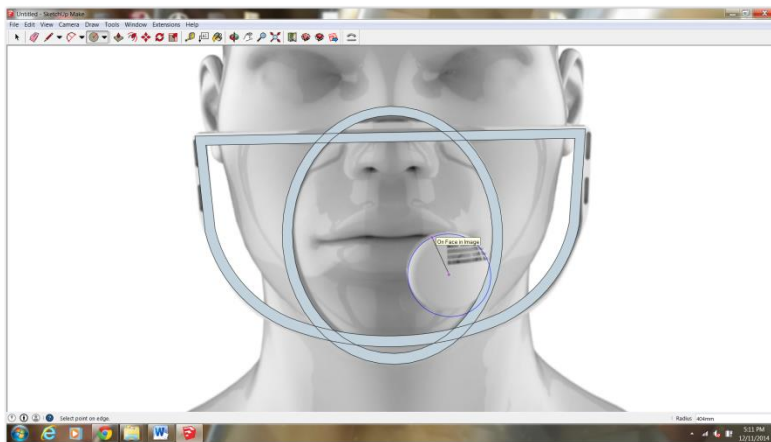 Untitled - SketchUp Make
File Edit View Camera Draw Tools Window Extensions Help
On Face in Image
Select point on edge.
Radius 404mm
5:11 PM
12/11/2014